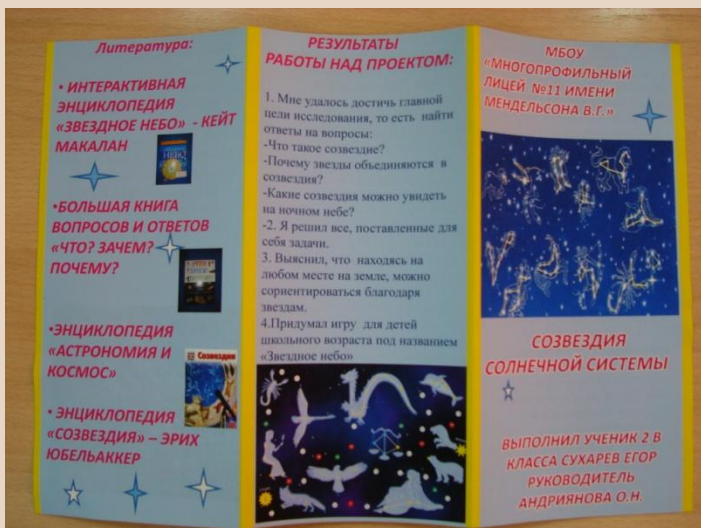 Литература:
• ИНТЕРАКТИВНАЯ
ЭНЦИКЛОПЕДИЯ
«ЗВЕЗДНОЕ НЕБО» - КЕЙТ
МАКАЛАН
•БОЛЬШАЯ КНИГА
ВОПРОСОВ И ОТВЕТОВ
«ЧТО? ЗАЧЕМ?
ПОЧЕМУ?
•ЭНЦИКЛОПЕДИЯ
«АСТРОНОМИЯ И
КОСМОС»
Созвездия
• ЭНЦИКЛОПЕДИЯ
«СОЗВЕЗДИЯ» – ЭРИХ
ЮБЕЛЬАККЕР
РЕЗУЛЬТАТЫ
РАБОТЫ НАД ПРОЕКТОМ:
1. Мне удалось достичь главной
цели исследования, то есть найти
ответы на вопросы:
-Что такое созвездие?
-Почему звезды объединяются в
созвездия?
-Какие созвездия можно увидеть
на ночном небе?
-2. Я решил все, поставленные для
себя задачи.
3. Выяснил, что находясь на
любом месте на земле, можно
сориентироваться благодаря
звездам.
4.Придумал игру для детей
школьного возраста под названием
«Звездное небо»
МБОУ
«МНОГОПРОФИЛЬНЫЙ
ЛИЦЕЙ №11 ИМЕНИ
МЕНДЕЛЬСОНА В.Г.»
СОЗВЕЗДИЯ
СОЛНЕЧНОЙ СИСТЕМЫ
ВЫПОЛНИЛ УЧЕНИК 2 В
КЛАССА СУХАРЕВ ЕГОР
РУКОВОДИТЕЛЬ
АНДРИЯНОВА О.Н.